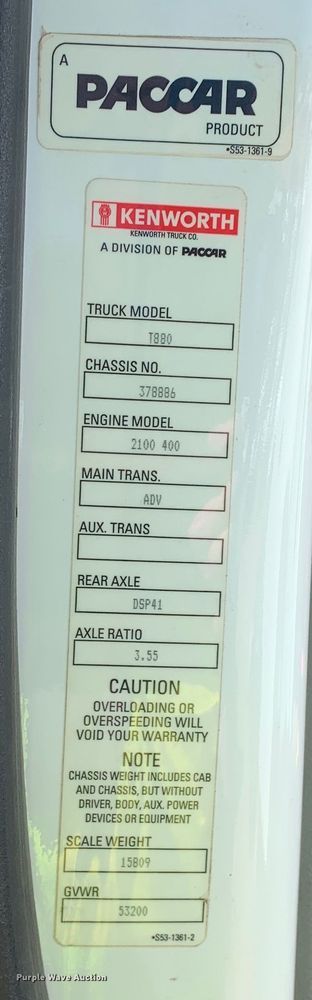 A
PACCAR
PRODUCT
•S53-1361-9
KENWORTH
KENWORTH TRUCK CO.
A DIVISION OF PACCAR
TRUCK MODEL
T880
CHASSIS NO.
378886
ENGINE MODEL
2100 400
MAIN TRANS.
ADV
AUX. TRANS
REAR AXLE
DSP41
AXLE RATIO
3.55
CAUTION
OVERLOADING OR
OVERSPEEDING WILL
VOID YOUR WARRANTY
NOTE
CHASSIS WEIGHT INCLUDES CAB
AND CHASSIS, BUT WITHOUT
DRIVER, BODY, AUX. POWER
DEVICES OR EQUIPMENT
SCALE WEIGHT
15809
GVWR
53200
•S53-1361-2
Purple Wave Auction